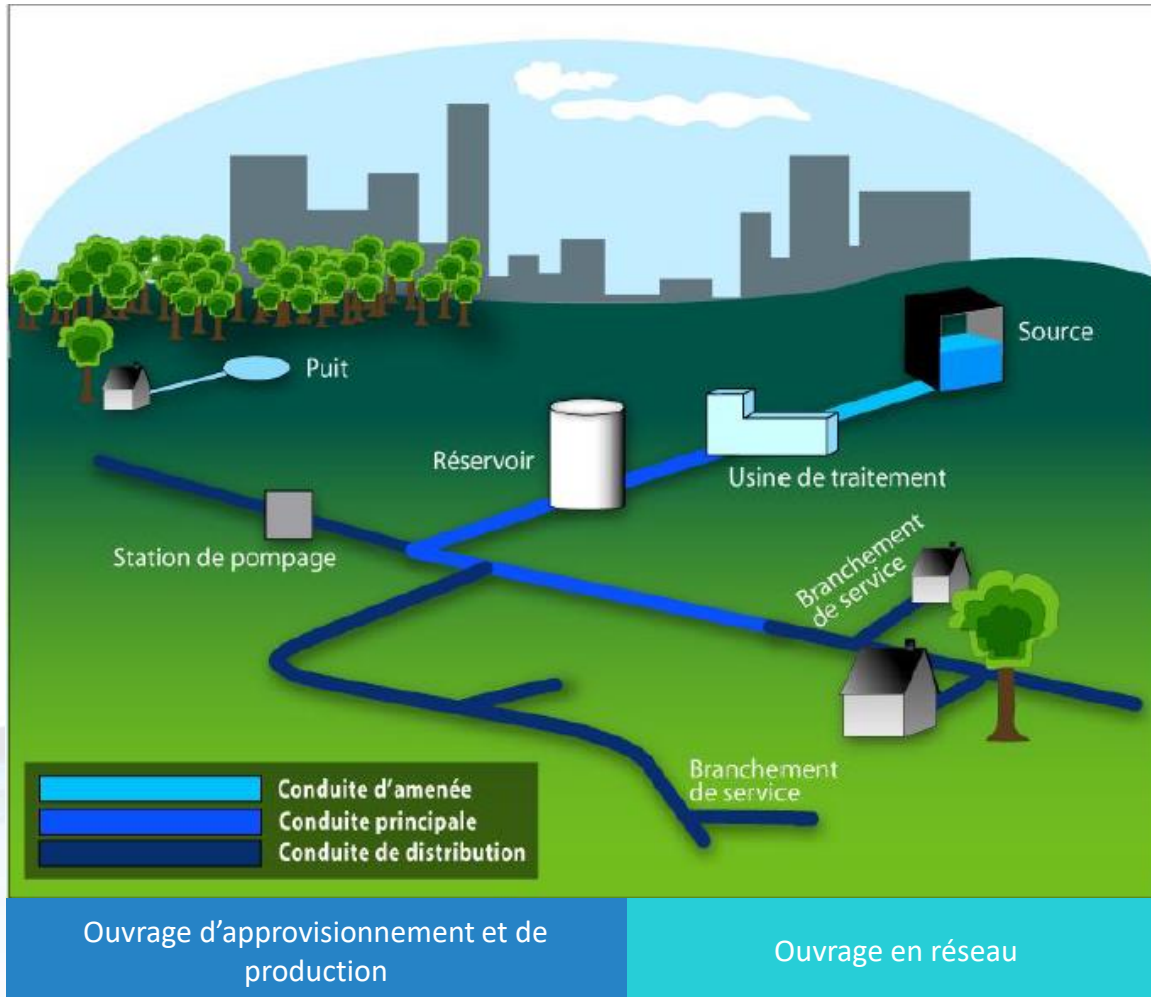 Source
Puit
Réservoir
Usine de traitement
Station de pompage
Branchement
de service
Branchement
de service
Conduite d'amenée
Conduite principale
Conduite de distribution
Ouvrage d’approvisionnement et de
production
Ouvrage en réseau